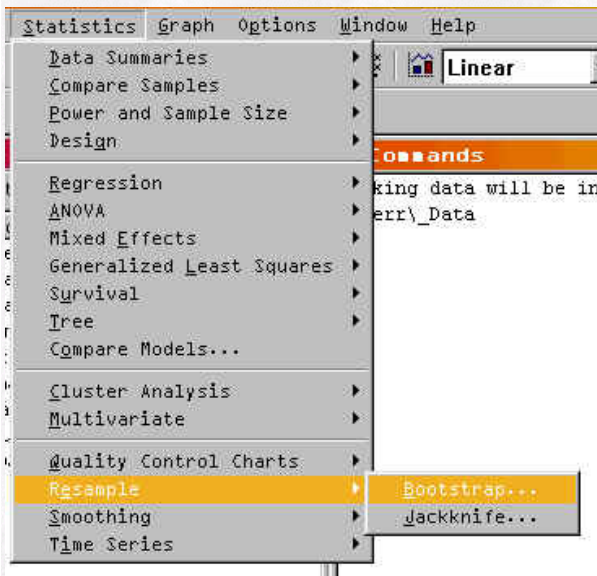 Statistics Graph Options Window Help
Data Summaries
Compare Samples
Power and Sample Size
Design
Regression
ANOVA
Mixed Effects
Generalized Least Squares
Survival
Tree
Compare Models...
Cluster Analysis
Multivariate
Quality Control Charts
Resample
Smoothing
Time Series
Bootstrap...
Jackknife...
Linear
Commands
king data will be in
err\_Data